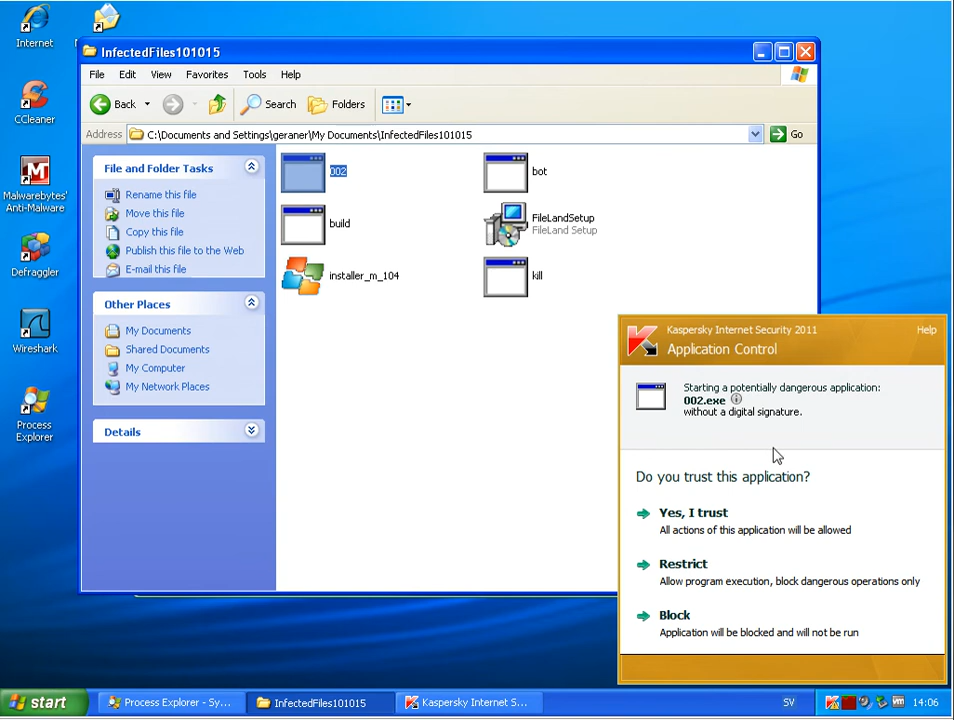 Internet
CCleaner
Malwarebytes'
Anti-Malware
Defraggler
Wireshark
Process
Explorer
InfectedFiles101015
File Edit View Favorites Tools Help
Back Search Folders
Address C:\Documents and Settings\geraner\My Documents\InfectedFiles101015 Go
File and Folder Tasks
Rename this file
Move this file
Copy this file
Publish this file to the Web
E-mail this file
Other Places
My Documents
Shared Documents
My Computer
My Network Places
Details
002
bot
build
FileLandSetup
FileLand Setup
installer_m_104
kill
Kaspersky Internet Security 2011 Help
Application Control
Starting a potentially dangerous application:
002.exe
without a digital signature.
Do you trust this application?
Yes, I trust
All actions of this application will be allowed
Restrict
Allow program execution, block dangerous operations only
Block
Application will be blocked and will not be run
start Process Explorer - Sy... InfectedFiles101015 Kaspersky Internet S... SV 14:06